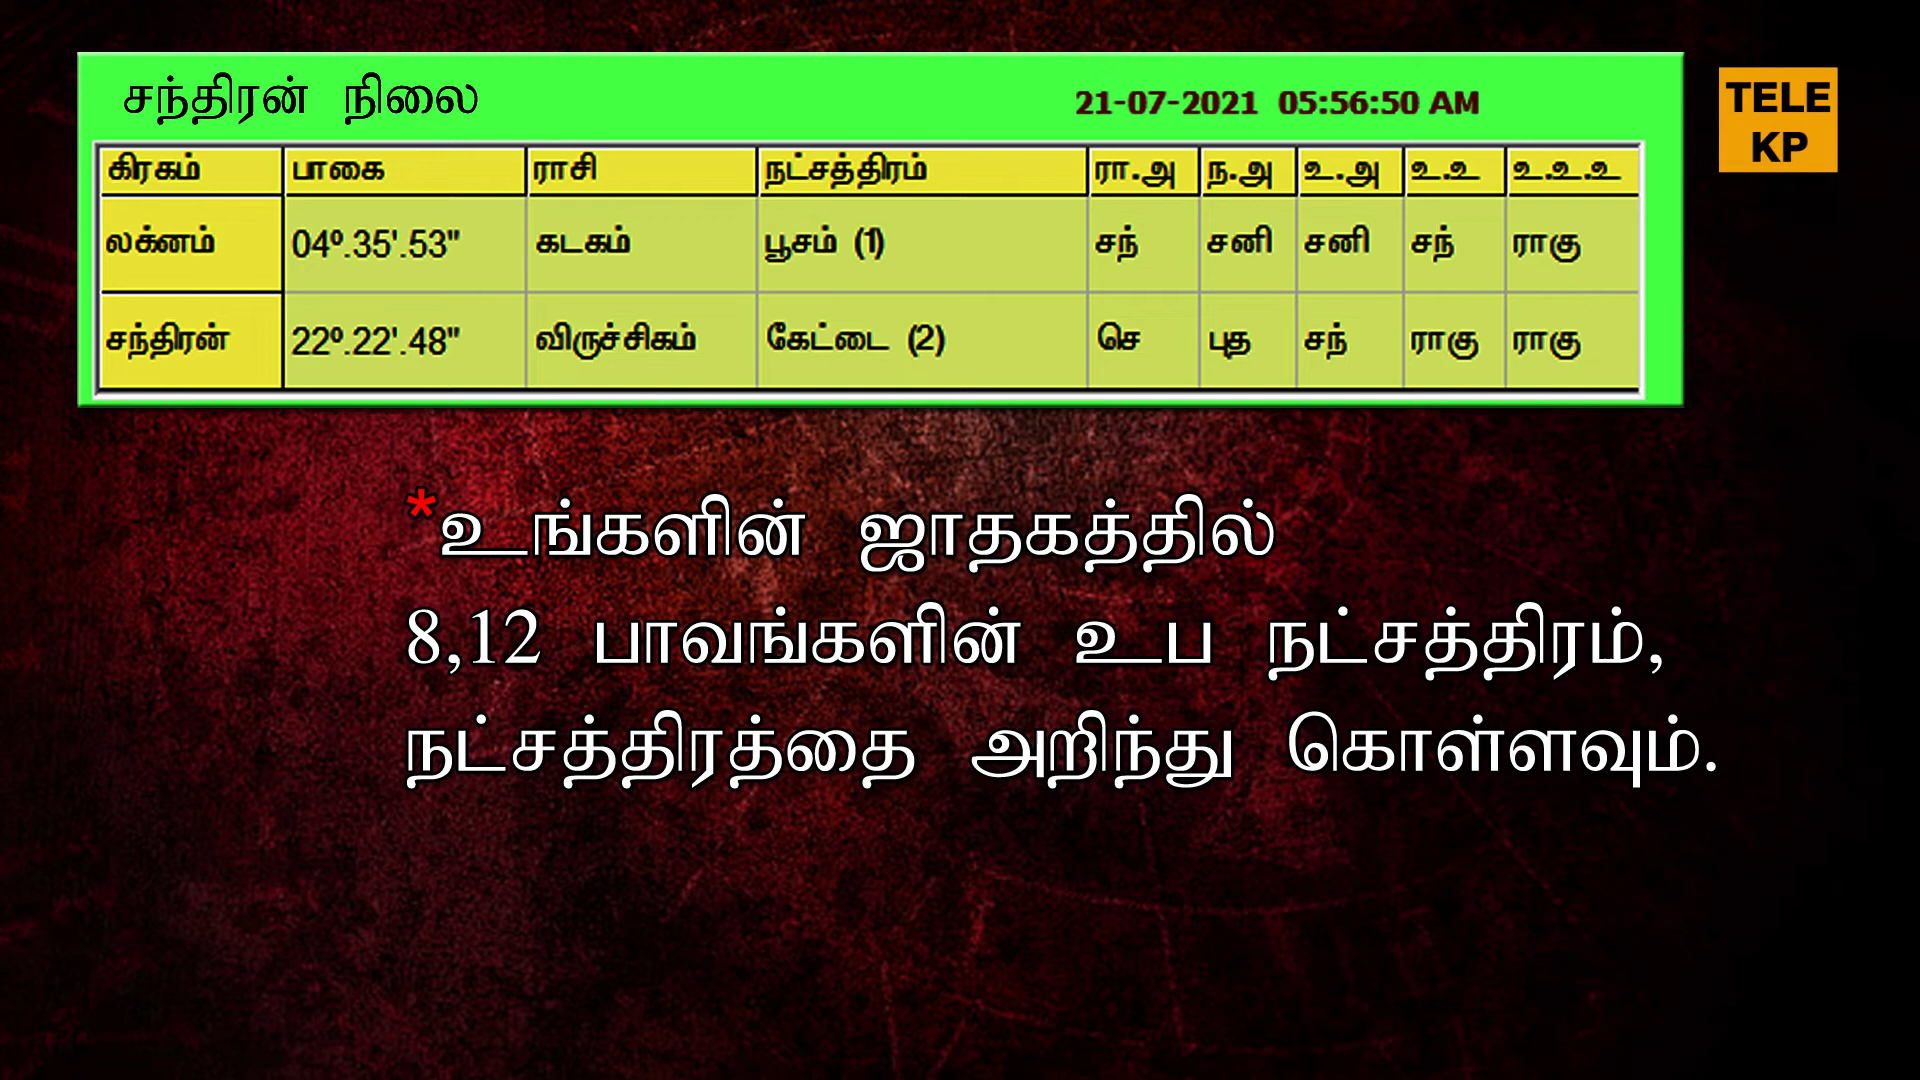 சந்திரன் நிலை 21-07-2021 05:56:50 AM
TELE
KP
கிரகம் பாகை ராசி நட்சத்திரம் ரா.அ ந.அ உ.அ உ.உ உ.உ.உ
லக்னம் 04º.35'.53" கடகம் பூசம் (1) சந் சனி சனி சந் ராகு
சந்திரன் 22º.22'.48" விருச்சிகம் கேட்டை (2) செ புத சந் ராகு ராகு
*உங்களின் ஜாதகத்தில்
8,12 பாவங்களின் உப நட்சத்திரம்,
நட்சத்திரத்தை அறிந்து கொள்ளவும்.